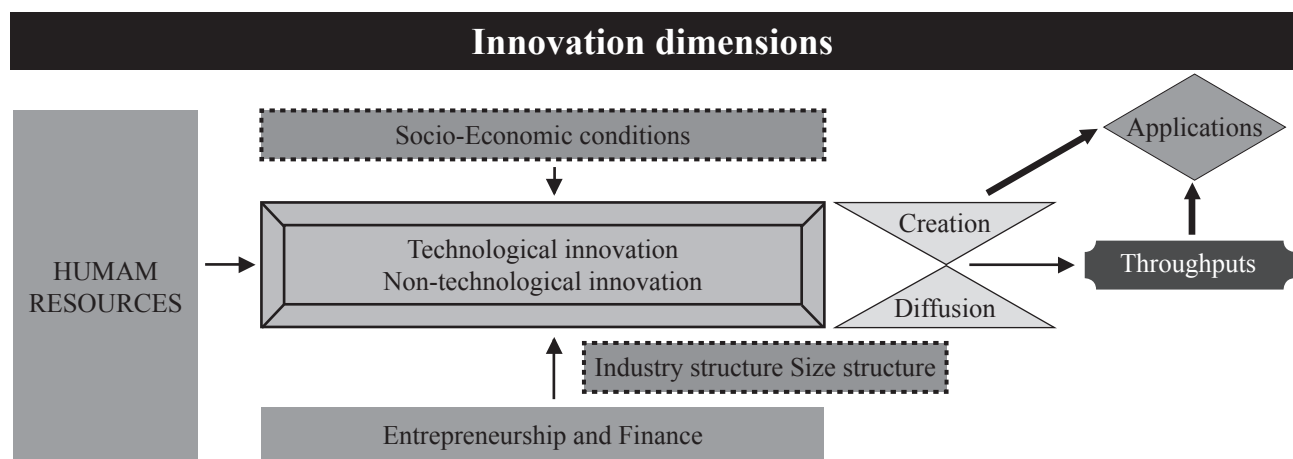 Innovation dimensions
Socio-Economic conditions
Applications
HUMAM
RESOURCES
Technological innovation
Non-technological innovation
Creation
Diffusion
Throughputs
Industry structure Size structure
Entrepreneurship and Finance